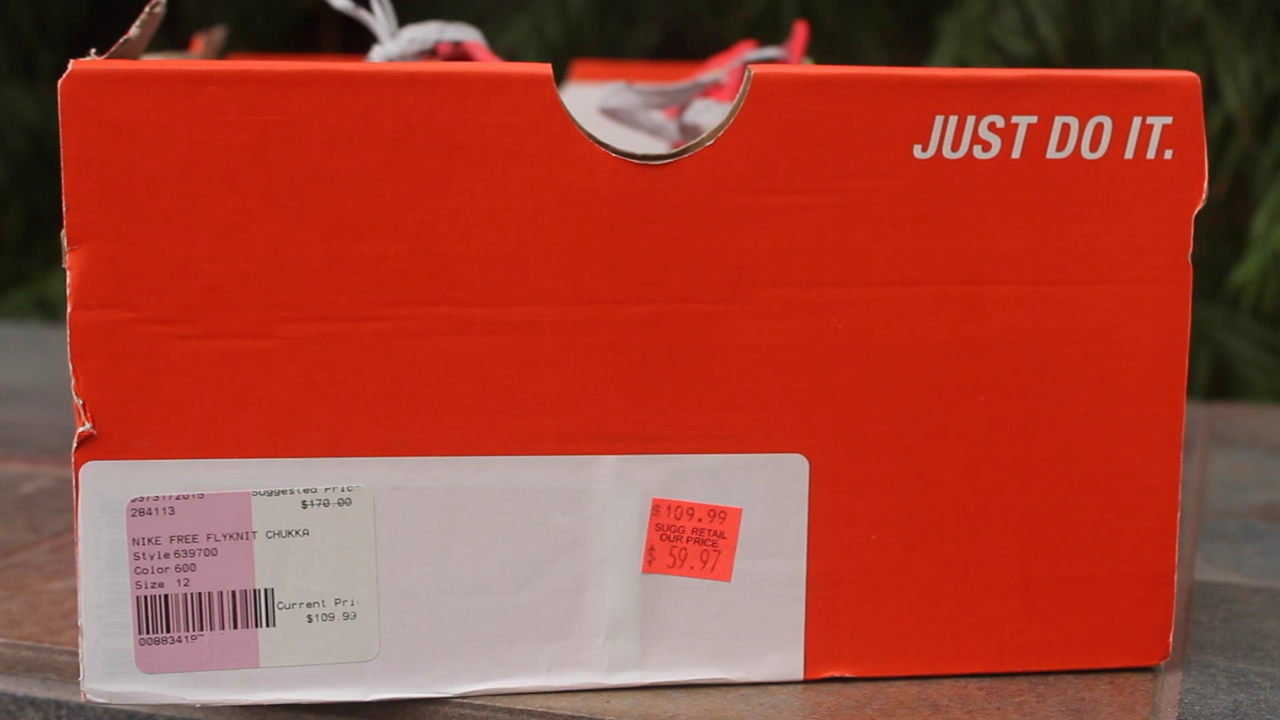 JUST DO IT.
Suggested Pric
$170.00
284113
NIKE FREE FLYKNIT CHUKKA
Style 639700
Color 600
Size 12
Current Pri
$109.99
00883419
$109.99
SUGG. RETAIL
OUR PRICE
$ 59.97